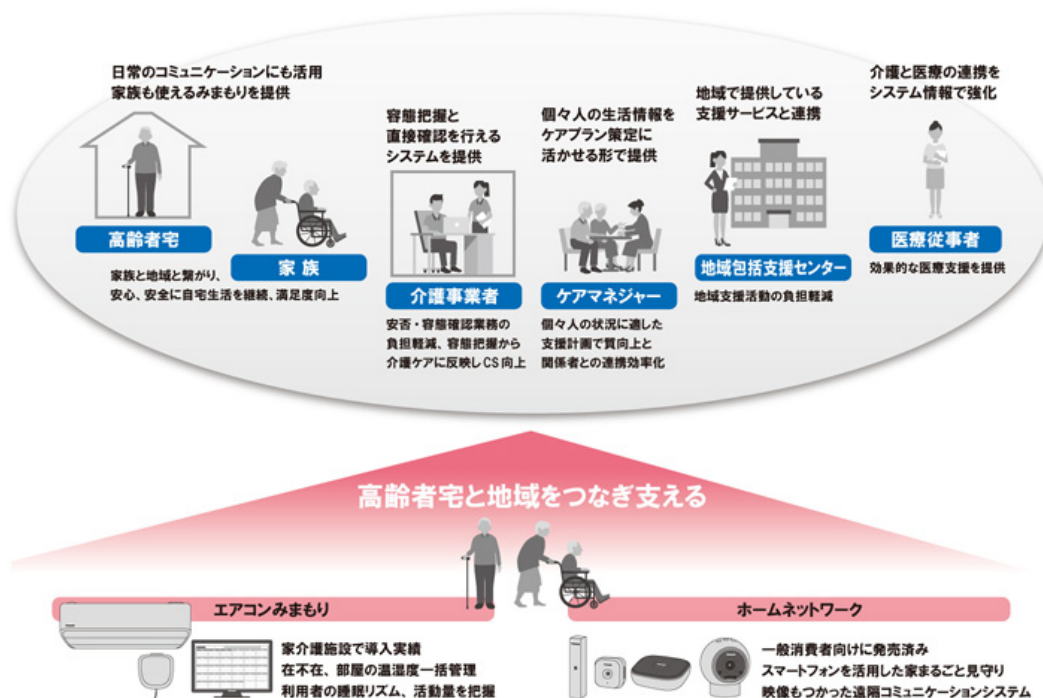 日常のコミュニケーションにも活用
家族も使えるみまもりを提供
高齢者宅
家族
家族と地域と繋がり、
安心、安全に自宅生活を継続、満足度向上
容態把握と
直接確認を行える
システムを提供
介護事業者
安否・容態確認業務の
負担軽減、容態把握から
介護ケアに反映しCS向上
個々人の生活情報を
ケアプラン策定に
活かせる形で提供
ケアマネジャー
個々人の状況に適した
支援計画で質向上と
関係者との連携効率化
地域で提供している
支援サービスと連携
地域包括支援センター
地域支援活動の負担軽減
介護と医療の連携を
システム情報で強化
医療従事者
効果的な医療支援を提供
高齢者宅と地域をつなぎ支える
エアコンみまもり
家介護施設で導入実績
在不在、部屋の温湿度一括管理
利用者の睡眠リズム、活動量を把握
ホームネットワーク
一般消費者向けに発売済み
スマートフォンを活用した家まるごと見守り
映像もつかった遠隔コミュニケーションシステム